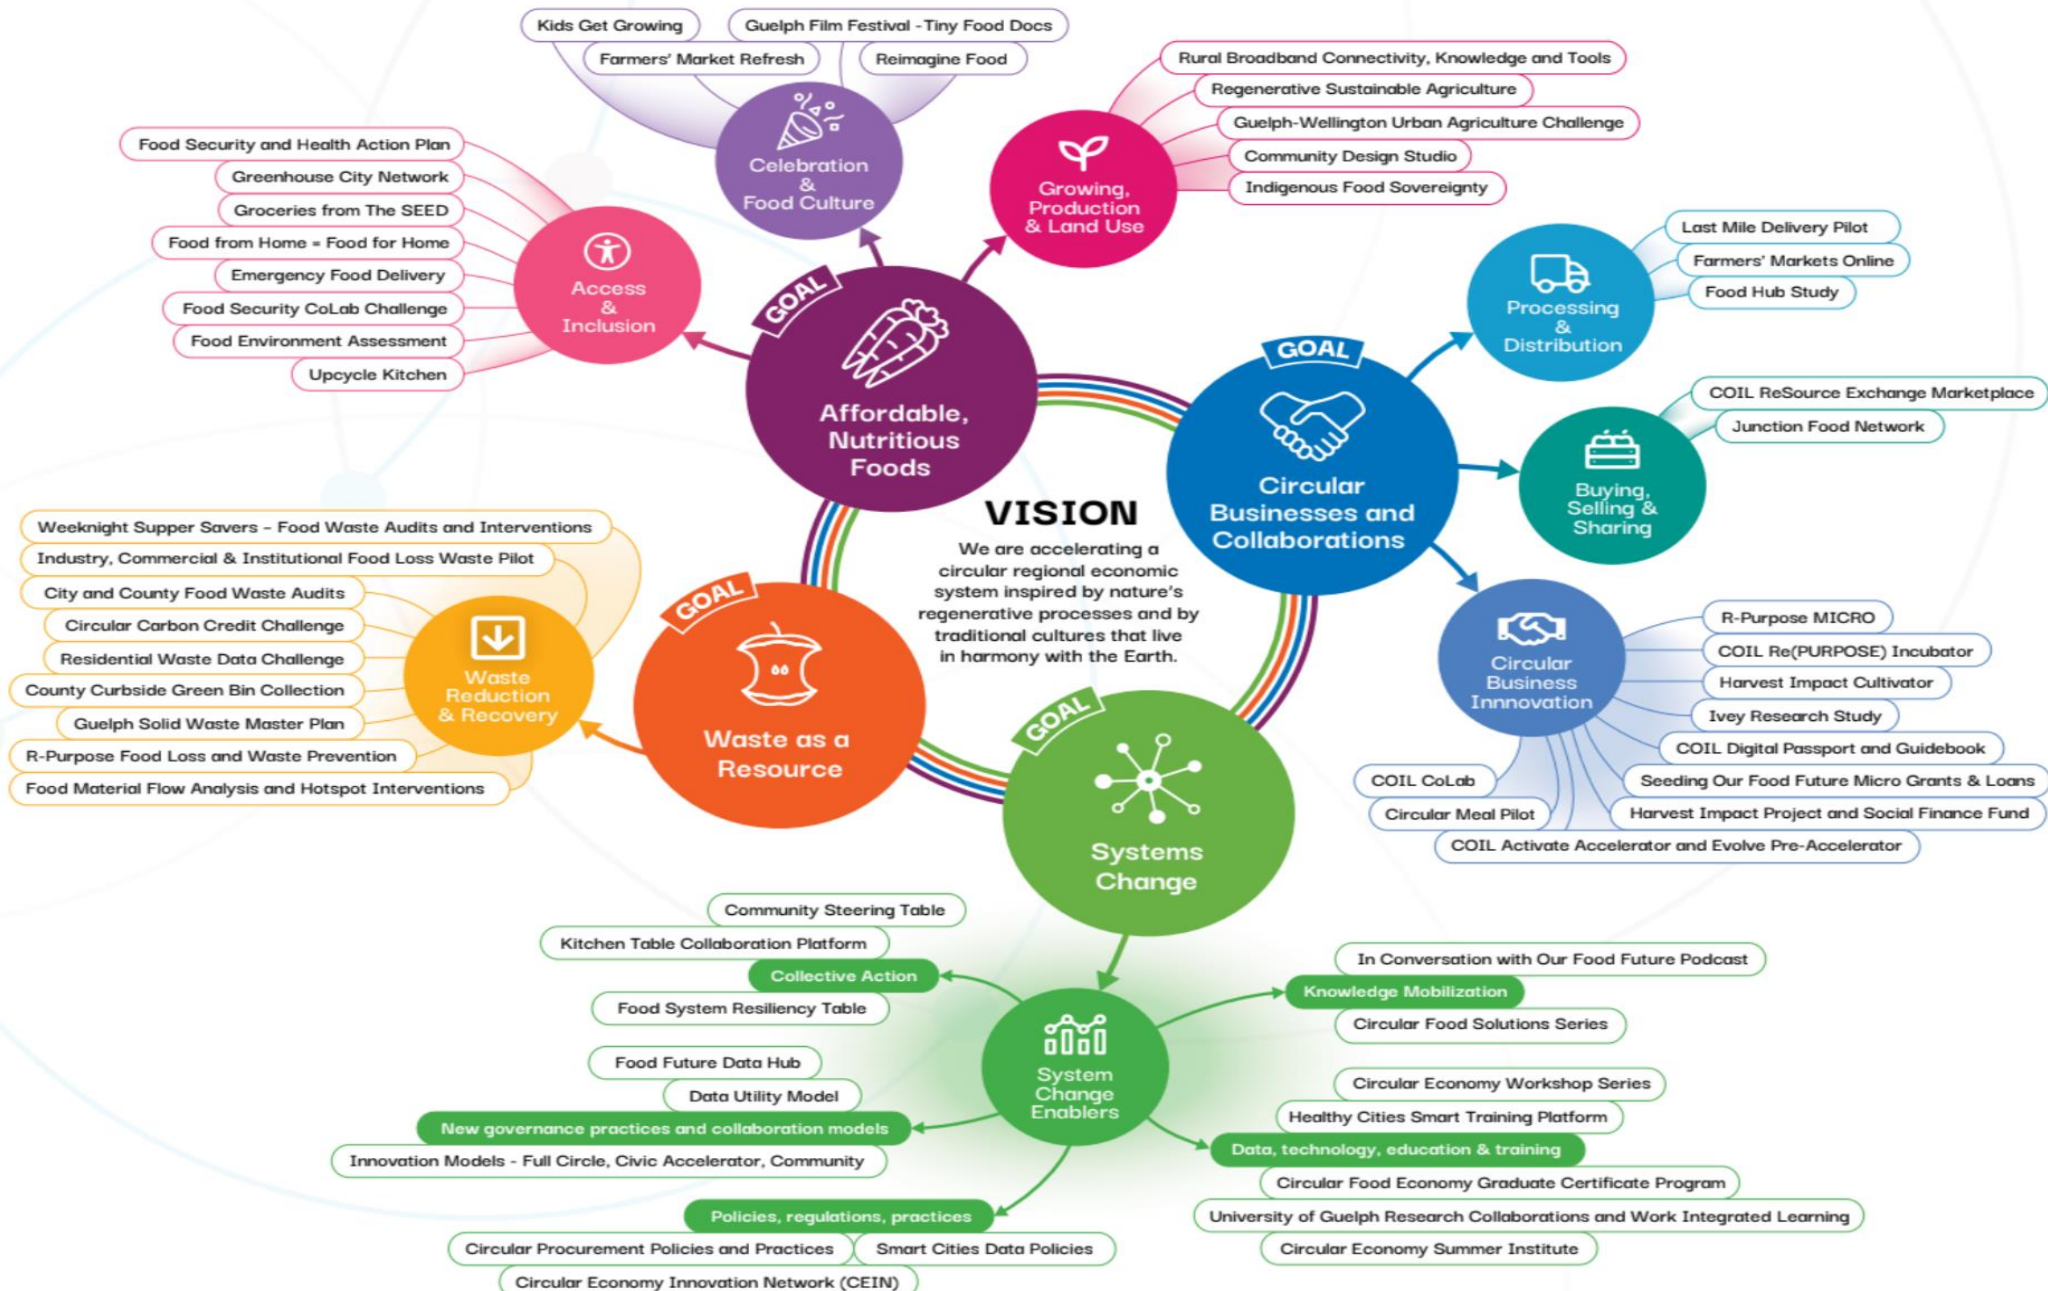 Kids Get Growing
Guelph Film Festival -Tiny Food Docs
Farmers' Market Refresh
Reimagine Food
Celebration
&
Food Culture
Rural Broadband Connectivity, Knowledge and Tools
Regenerative Sustainable Agriculture
Guelph-Wellington Urban Agriculture Challenge
Community Design Studio
Indigenous Food Sovereignty
Growing,
Production
& Land Use
Food Security and Health Action Plan
Greenhouse City Network
Groceries from The SEED
Food from Home = Food for Home
Emergency Food Delivery
Food Security CoLab Challenge
Food Environment Assessment
Upcycle Kitchen
Access
&
Inclusion
GOAL
Affordable,
Nutritious
Foods
Last Mile Delivery Pilot
Farmers' Markets Online
Food Hub Study
Processing
&
Distribution
GOAL
Circular
Businesses and
Collaborations
COIL ReSource Exchange Marketplace
Junction Food Network
Buying,
Selling &
Sharing
VISION
We are accelerating a
circular regional economic
system inspired by nature's
regenerative processes and by
traditional cultures that live
in harmony with the Earth.
Weeknight Supper Savers – Food Waste Audits and Interventions
Industry, Commercial & Institutional Food Loss Waste Pilot
City and County Food Waste Audits
Circular Carbon Credit Challenge
Residential Waste Data Challenge
County Curbside Green Bin Collection
Guelph Solid Waste Master Plan
R-Purpose Food Loss and Waste Prevention
Food Material Flow Analysis and Hotspot Interventions
Waste
Reduction
& Recovery
GOAL
Waste as a
Resource
Circular
Business
Innnovation
R-Purpose MICRO
COIL Re(PURPOSE) Incubator
Harvest Impact Cultivator
Ivey Research Study
COIL Digital Passport and Guidebook
COIL CoLab
Seeding Our Food Future Micro Grants & Loans
Circular Meal Pilot
Harvest Impact Project and Social Finance Fund
COIL Activate Accelerator and Evolve Pre-Accelerator
GOAL
Systems
Change
Community Steering Table
Kitchen Table Collaboration Platform
Collective Action
Food System Resiliency Table
In Conversation with Our Food Future Podcast
Knowledge Mobilization
Circular Food Solutions Series
System
Change
Enablers
Food Future Data Hub
Data Utility Model
New governance practices and collaboration models
Innovation Models - Full Circle, Civic Accelerator, Community
Circular Economy Workshop Series
Healthy Cities Smart Training Platform
Data, technology, education & training
Circular Food Economy Graduate Certificate Program
University of Guelph Research Collaborations and Work Integrated Learning
Circular Economy Summer Institute
Policies, regulations, practices
Circular Procurement Policies and Practices
Smart Cities Data Policies
Circular Economy Innovation Network (CEIN)